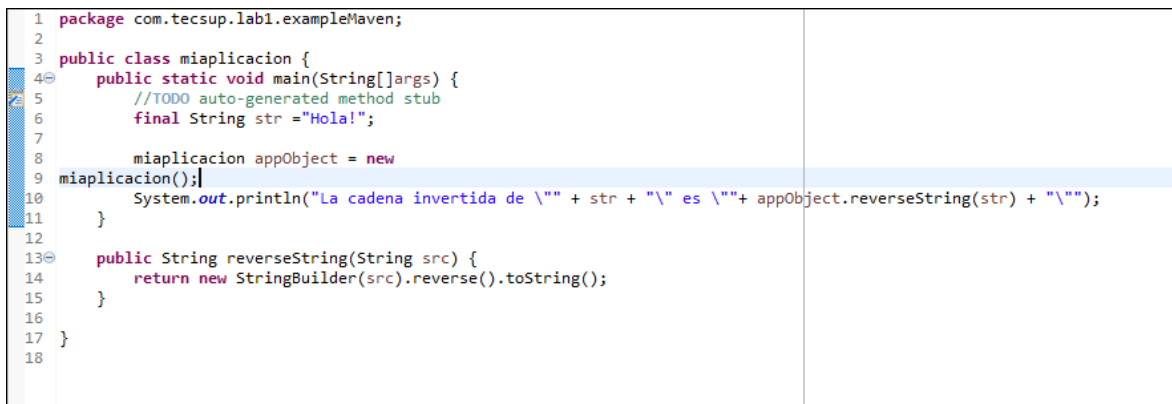 1 package com.tecsup.lab1.exampleMaven;
2
3 public class miaplicacion {
4     public static void main(String[]args) {
5         //TODO auto-generated method stub
6         final String str ="Hola!";
7
8         miaplicacion appObject = new
9 miaplicacion();
10         System.out.println("La cadena invertida de \"" + str + "\" es \""+ appObject.reverseString(str) + "\"");
11     }
12
13     public String reverseString(String src) {
14         return new StringBuilder(src).reverse().toString();
15     }
16
17 }
18